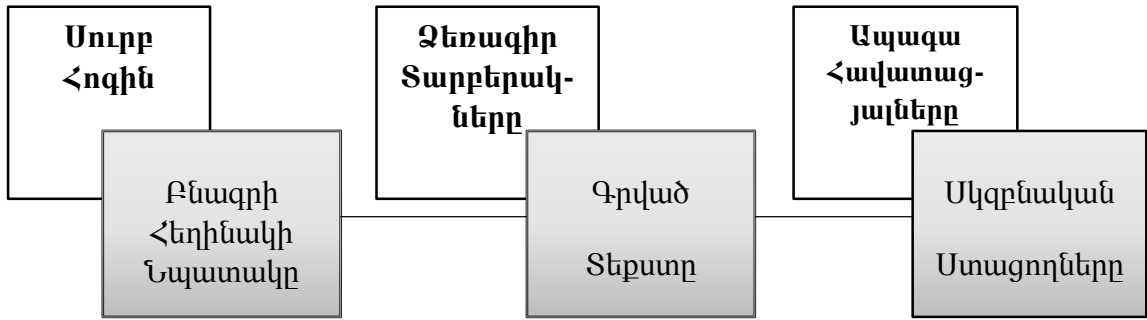 Սուրբ
Հոգին
Բնագրի
Հեղինակի
Նպատակը
Ձեռագիր
Տարբերակ-
ները
Գրված
Տեքստը
Ապագա
Հավատաց-
յալները
Սկզբնական
Ստացողները